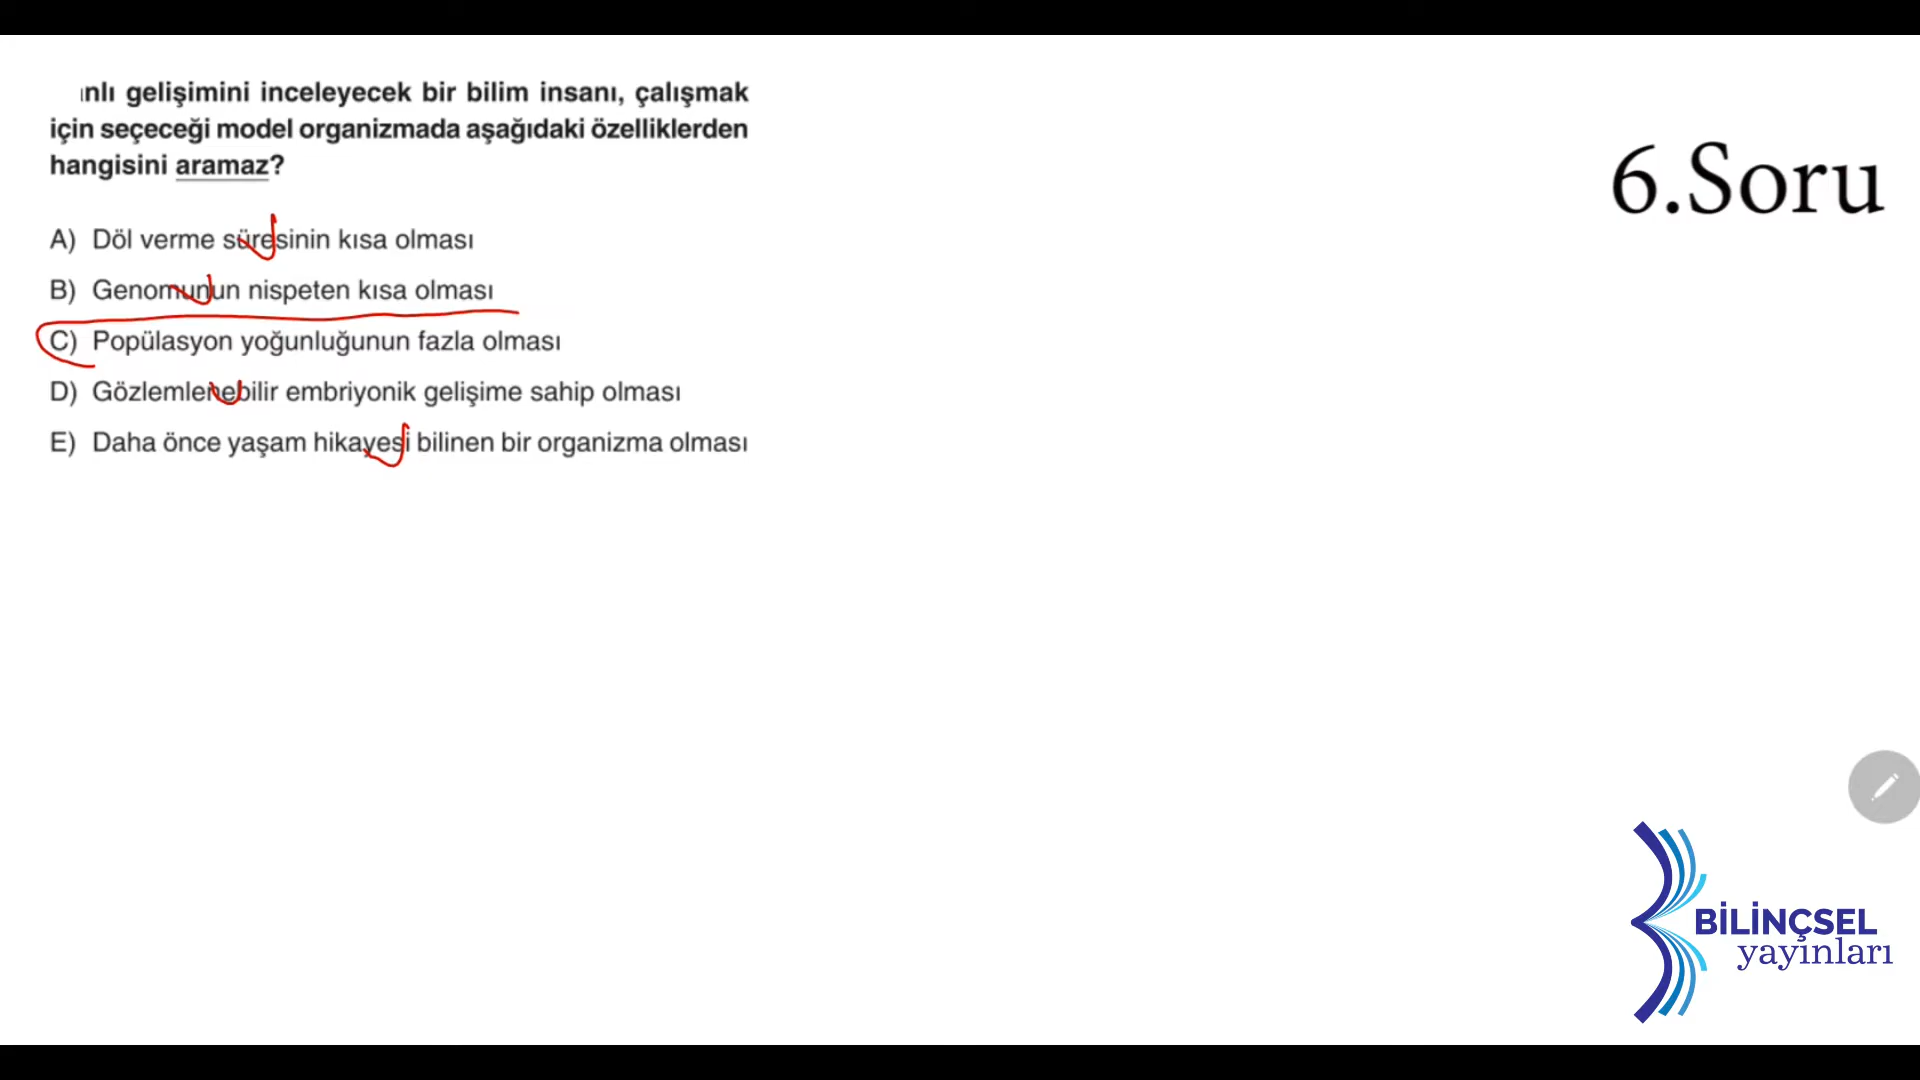 gelişimini inceleyecek bir bilim insanı, çalışmak
için seçeceği model organizmada aşağıdaki özelliklerden
hangisini aramaz?
6.Soru
A) Döl verme süresinin kısa olması
B) Genomunun nispeten kısa olması
C) Popülasyon yoğunluğunun fazla olması
D) Gözlemlenebilir embriyonik gelişime sahip olması
E) Daha önce yaşam hikayesi bilinen bir organizma olması
BİLİNÇSEL
yayınları